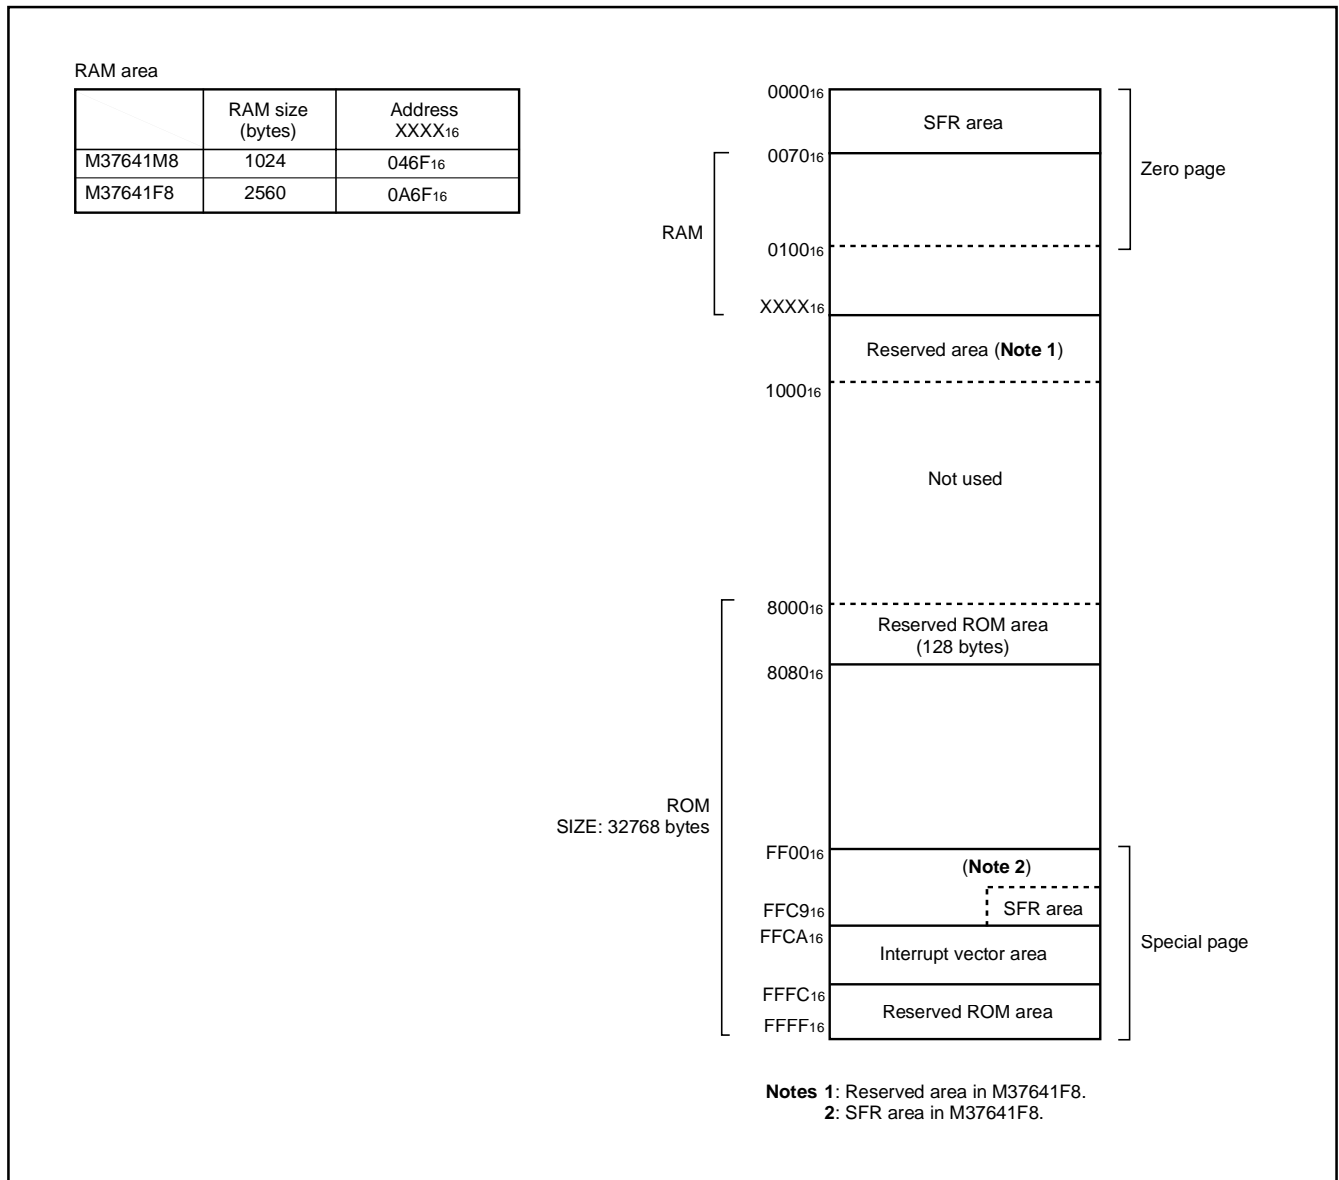 RAM area
RAM size (bytes) Address XXXX16
M37641M8 1024 046F16
M37641F8 2560 0A6F16
000016
SFR area
007016
Zero page
RAM
010016
XXXX16
Reserved area (Note 1)
100016
Not used
800016
Reserved ROM area
(128 bytes)
808016
ROM
SIZE: 32768 bytes
FF0016
(Note 2)
FFC916
SFR area
FFCA16
Interrupt vector area
Special page
FFFC16
Reserved ROM area
FFFF16
Notes 1: Reserved area in M37641F8.
2: SFR area in M37641F8.